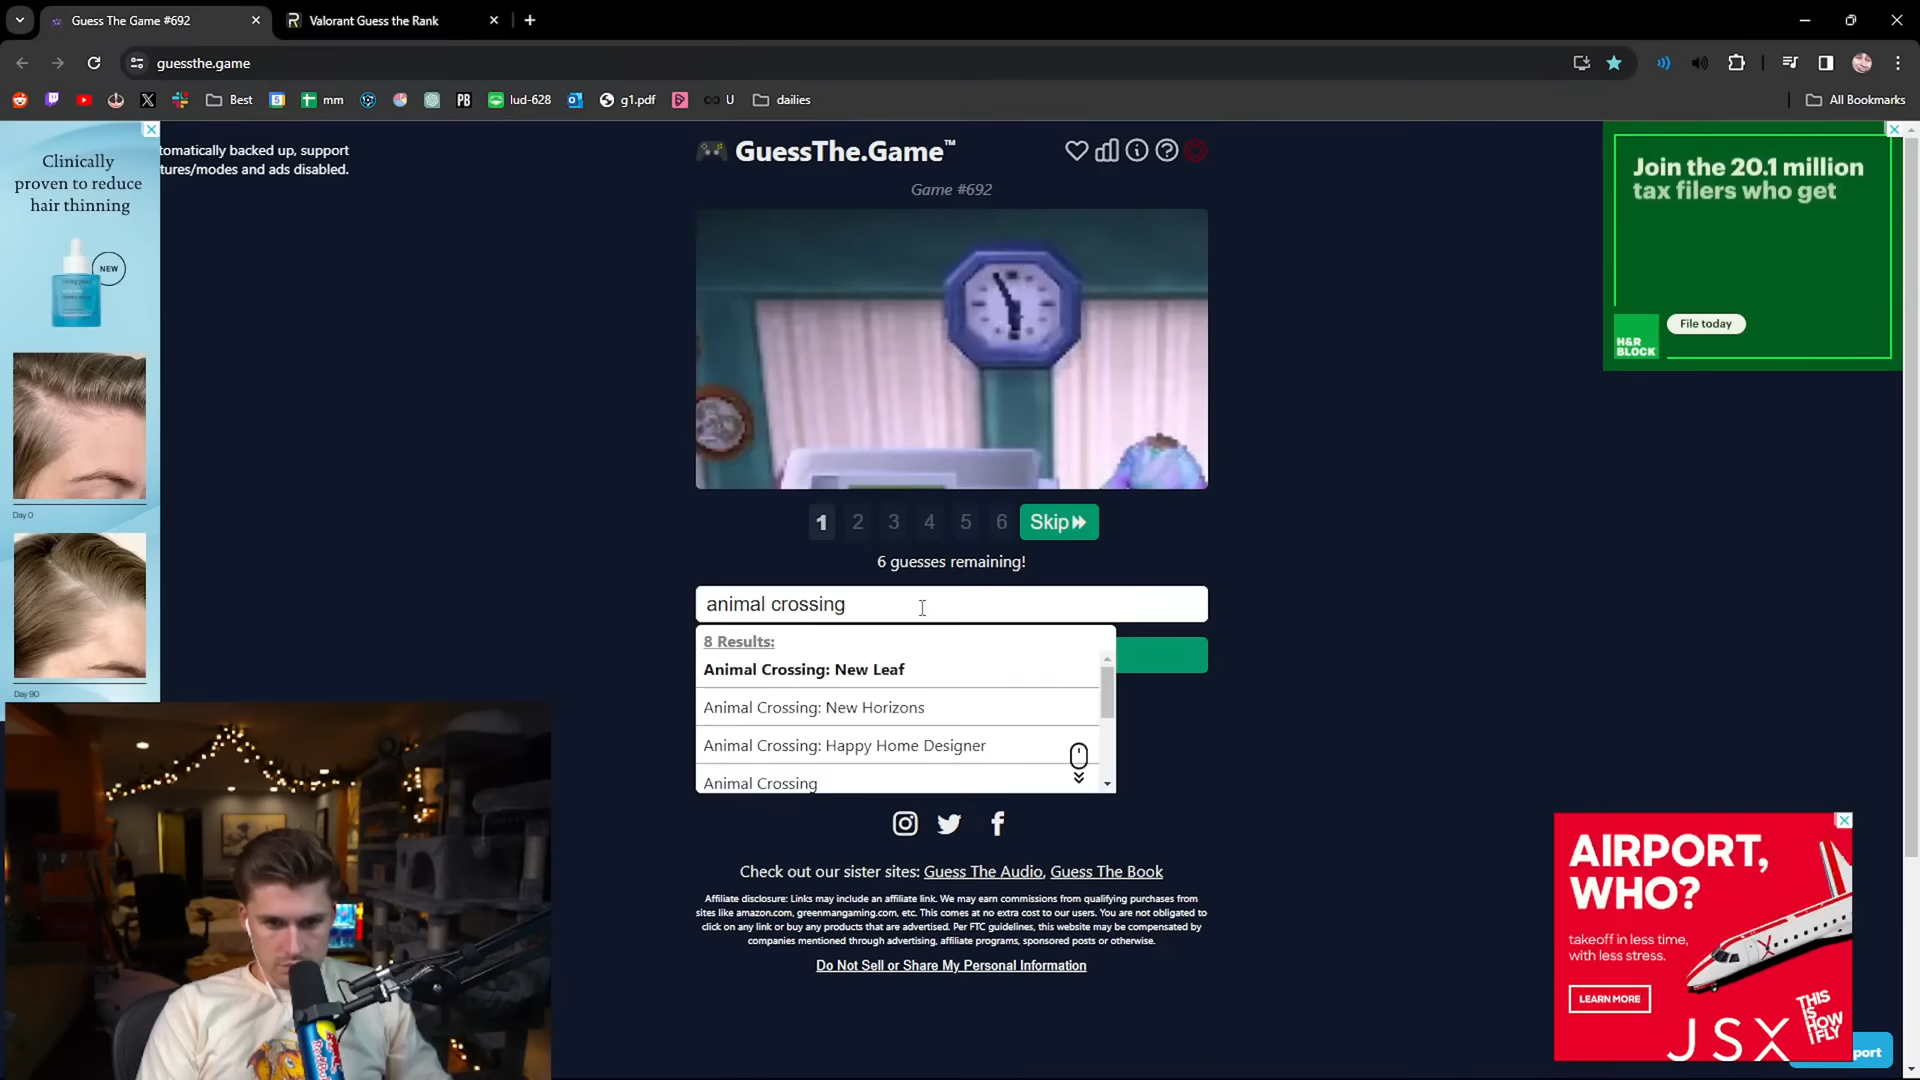 Guess The Game #692
Valorant Guess the Rank
guessthe.game
Best
5
mm
PB
lud-628
g1.pdf
U
dailies
All Bookmarks
Clinically
proven to reduce
hair thinning
NEW
Day 0
Day 90
tomatically backed up, support
tures/modes and ads disabled.
GuessThe.Game™
Game #692
1 2 3 4 5 6 Skip
6 guesses remaining!
animal crossing
8 Results:
Animal Crossing: New Leaf
Animal Crossing: New Horizons
Animal Crossing: Happy Home Designer
Animal Crossing
Check out our sister sites: Guess The Audio, Guess The Book
Affiliate disclosure: Links may include an affiliate link. We may earn commissions from qualifying purchases from
sites like amazon.com, greenmangaming.com, etc. This comes at no extra cost to our users. You are not obligated to
click on any link or buy any products that are advertised. Per FTC guidelines, this website may be compensated by
companies mentioned through advertising, affiliate programs, sponsored posts or otherwise.
Do Not Sell or Share My Personal Information
Join the 20.1 million
tax filers who get
H&R
BLOCK
File today
AIRPORT,
WHO?
takeoff in less time,
with less stress.
LEARN MORE
JSX
THIS
IS
HOW
I FLY
port
Red Bull